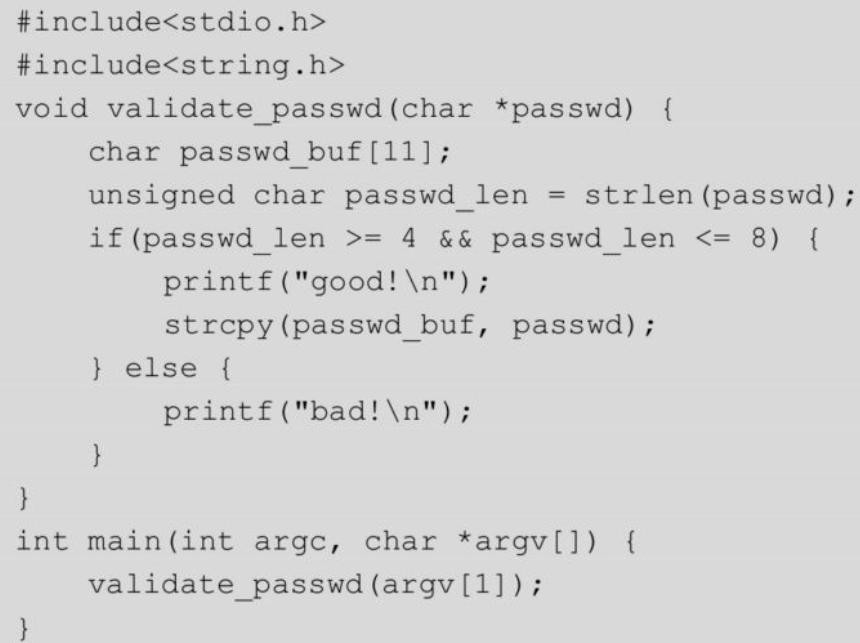 #include<stdio.h>
#include<string.h>
void validate_passwd(char *passwd) {
    char passwd_buf[11];
    unsigned char passwd_len = strlen(passwd);
    if(passwd_len >= 4 && passwd_len <= 8) {
        printf("good!\n");
        strcpy(passwd_buf, passwd);
    } else {
        printf("bad!\n");
    }
}
int main(int argc, char *argv[]) {
    validate_passwd(argv[1]);
}